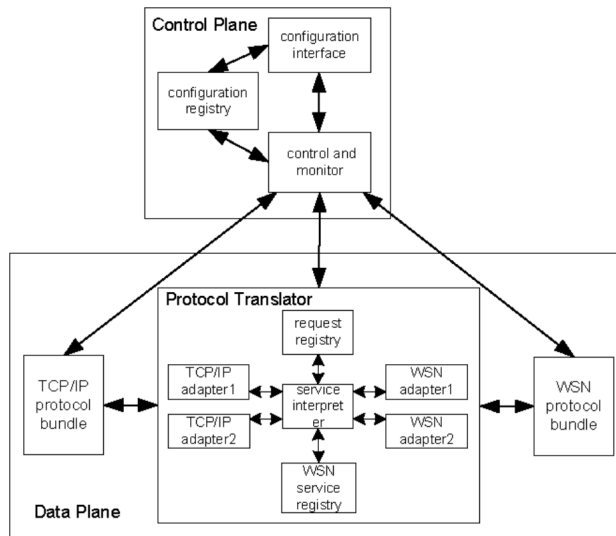 Control Plane
configuration
interface
configuration
registry
control and
monitor
Protocol Translator
request
registry
TCP/IP
adapter1
WSN
adapter1
service
interpret
er
TCP/IP
adapter2
WSN
adapter2
WSN
service
registry
TCP/IP
protocol
bundle
WSN
protocol
bundle
Data Plane